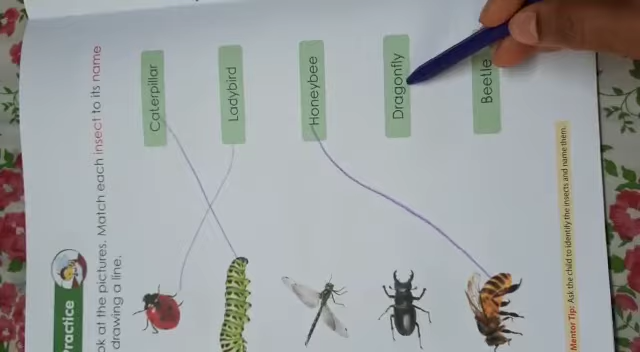 ractice
ok at the pictures. Match each insect to its name
drawing a line.
Caterpillar
Ladybird
Honeybee
Dragonfly
Beetle
Mentor Tip: Ask the child to identify the insects and name them.